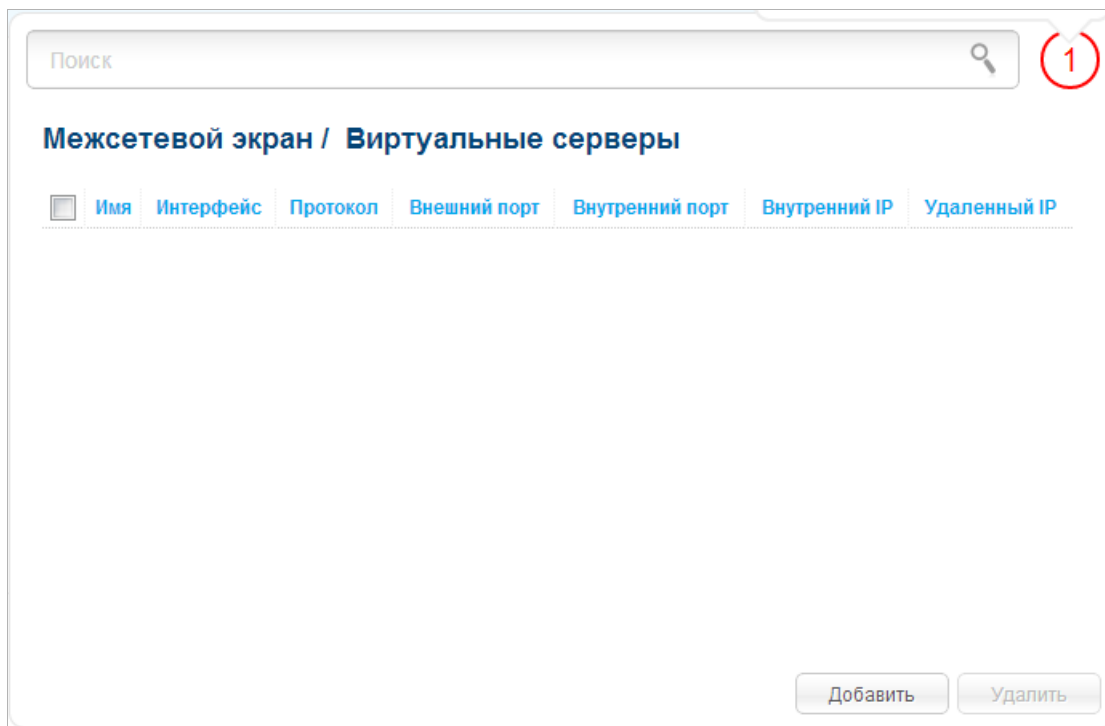 Поиск
1
Межсетевой экран / Виртуальные серверы
Имя Интерфейс Протокол Внешний порт Внутренний порт Внутренний IP Удаленный IP
Добавить Удалить